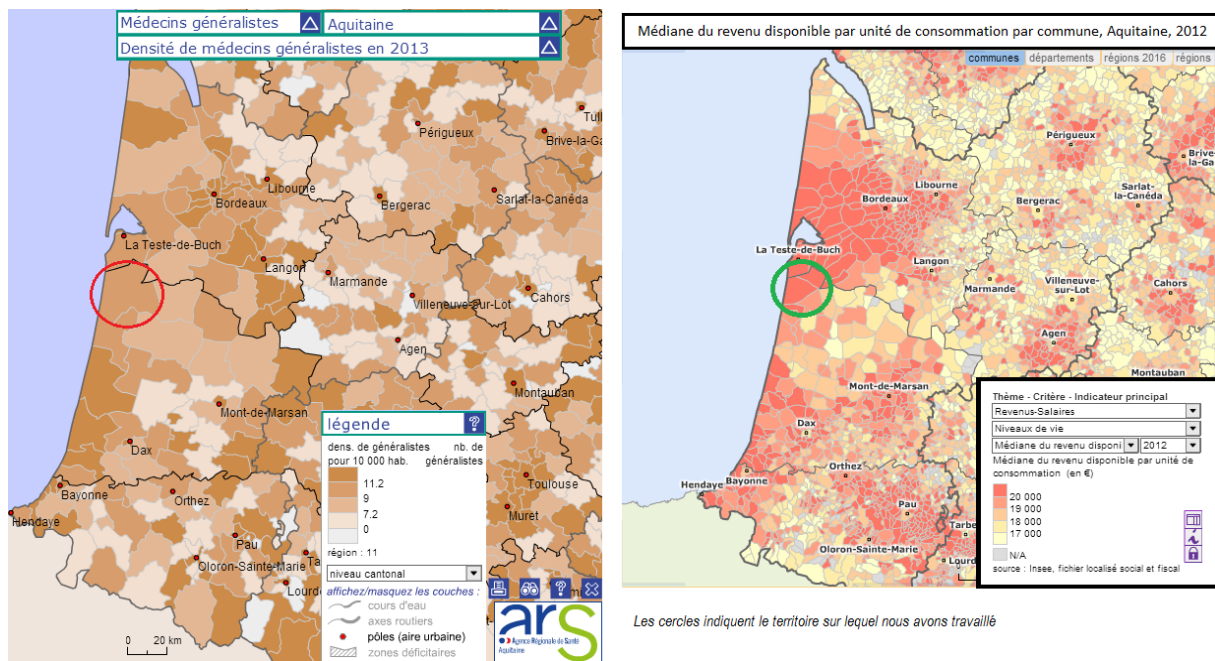 Médecins généralistes
Aquitaine
Densité de médecins généralistes en 2013
Périgueux
Tull
Brive-la-Ga
Libourne
Bordeaux
Bergerac
Sarlat-la-Canéda
La Teste-de-Buch
Langon
Marmande
Villeneuve-sur-Lot
Cahors
Agen
Montauban
Mont-de-Marsan
Dax
Toulouse
Bayonne
Orthez
Muret
Hendaye
Pau
Oloron-Sainte-Marie
Ta
Lourd
légende
?
dens. de généralistes nb. de
pour 10 000 hab. généralistes
11.2
9
7.2
0
région : 11
niveau cantonal
affichez/masquez les couches :
cours d'eau
axes routiers
pôles (aire urbaine)
zones déficitaires
0 20 km
?
ars
Agence Régionale de Santé
Aquitaine
Médiane du revenu disponible par unité de consommation par commune, Aquitaine, 2012
communes départements régions 2016 régions
Périgueux
Brive-
la-Ga
Libourne
Bordeaux
Bergerac
Sarlat-
la-Canéda
La Teste-de-Buch
Langon
Marmande
Villeneuve-
sur-Lot
Cahors
Agen
Montauban
Mont-de-Marsan
Dax
Orthez
Hendaye
Bayonne
Pau
Tarbe
Oloron-Sainte-Marie
Lourd
Thème - Critère - Indicateur principal
Revenus-Salaires
Niveaux de vie
Médiane du revenu disponi 2012
Médiane du revenu disponible par unité de
consommation (en €)
20 000
19 000
18 000
17 000
N/A
source : Insee, fichier localisé social et fiscal
Les cercles indiquent le territoire sur lequel nous avons travaillé